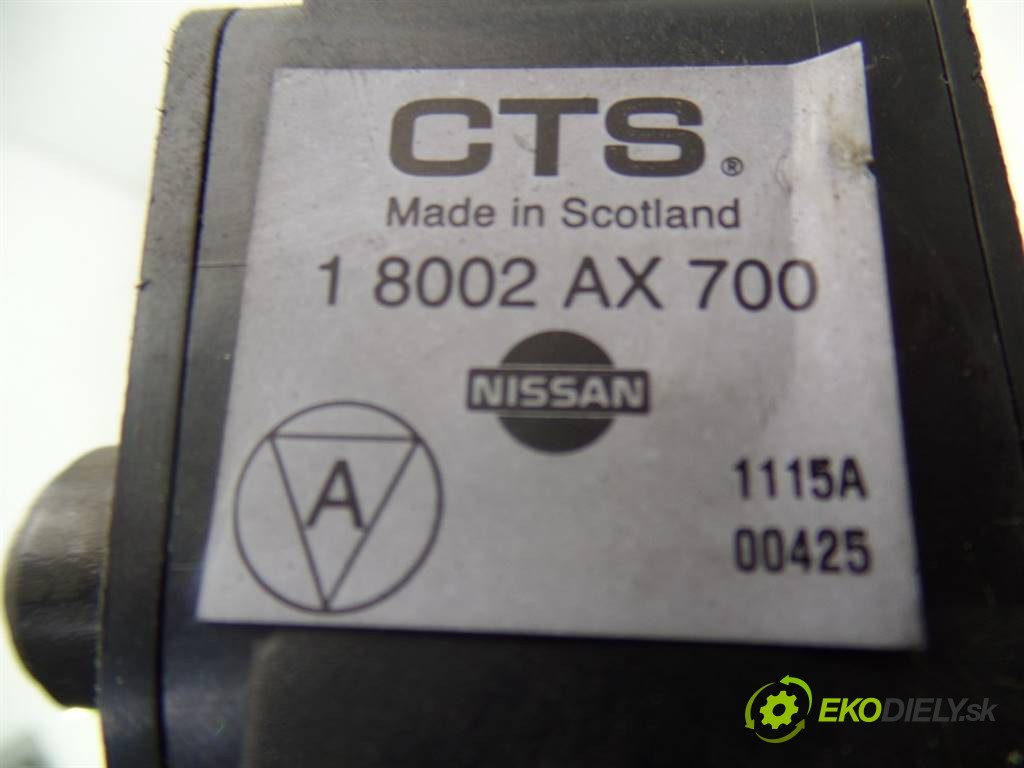 CTS®
Made in Scotland
1 8002 AX 700
NISSAN
A
1115A
00425
EKODIELY.sk